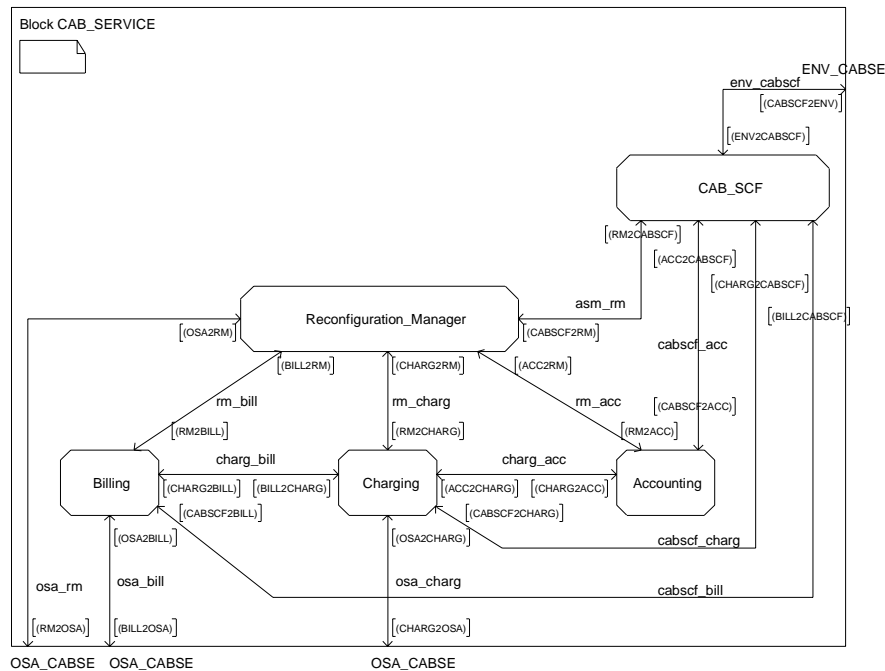 Block CAB_SERVICE
ENV_CABSE
env_cabscf
[(CABSCF2ENV)]
[(ENV2CABSCF)]
CAB_SCF
[(RM2CABSCF)]
[(ACC2CABSCF)]
[(CHARG2CABSCF)]
asm_rm
[(BILL2CABSCF)]
Reconfiguration_Manager
[(OSA2RM)]
[(CABSCF2RM)]
cabscf_acc
[(BILL2RM)]
[(CHARG2RM)]
[(ACC2RM)]
rm_bill
rm_charg
rm_acc
[(CABSCF2ACC)]
[(RM2BILL)]
[(RM2CHARG)]
[(RM2ACC)]
charg_bill
charg_acc
Billing
Charging
Accounting
[(CHARG2BILL)]
[(BILL2CHARG)]
[(ACC2CHARG)]
[(CHARG2ACC)]
[(CABSCF2BILL)]
[(CABSCF2CHARG)]
[(OSA2BILL)]
[(OSA2CHARG)]
cabscf_charg
osa_rm
osa_bill
osa_charg
cabscf_bill
[(RM2OSA)]
[(BILL2OSA)]
[(CHARG2OSA)]
OSA_CABSE
OSA_CABSE
OSA_CABSE